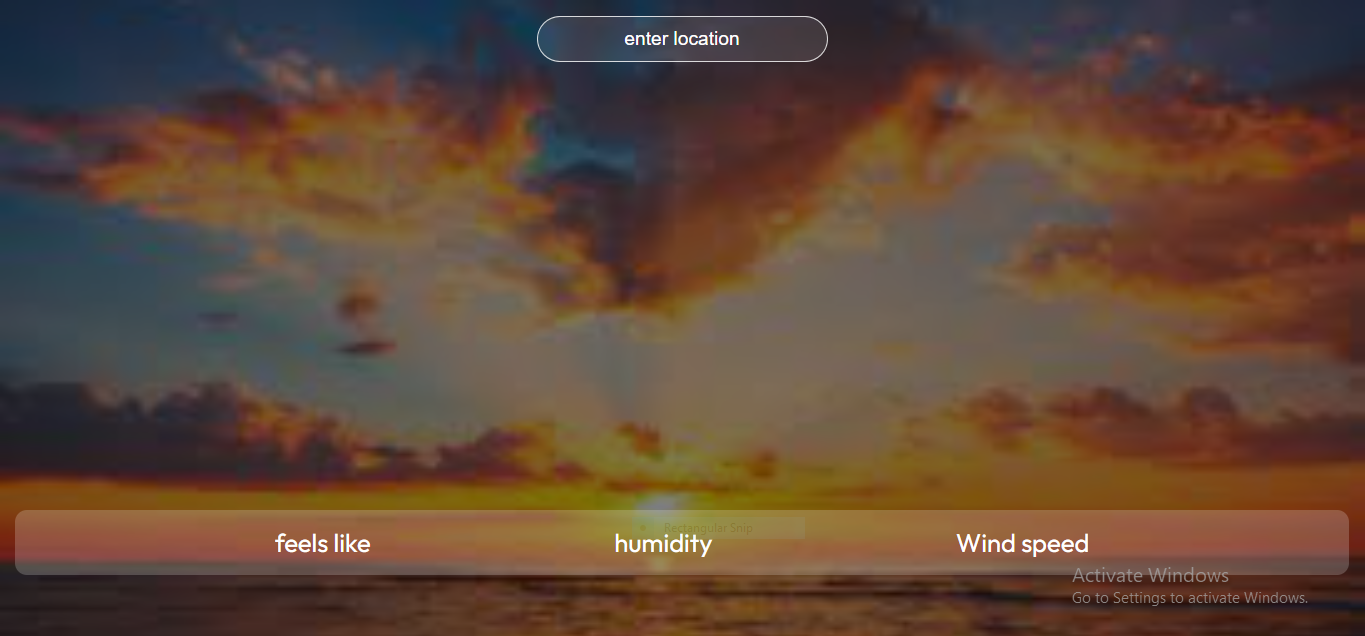 enter location
Rectangular Snip
feels like
humidity
Wind speed
Activate Windows
Go to Settings to activate Windows.